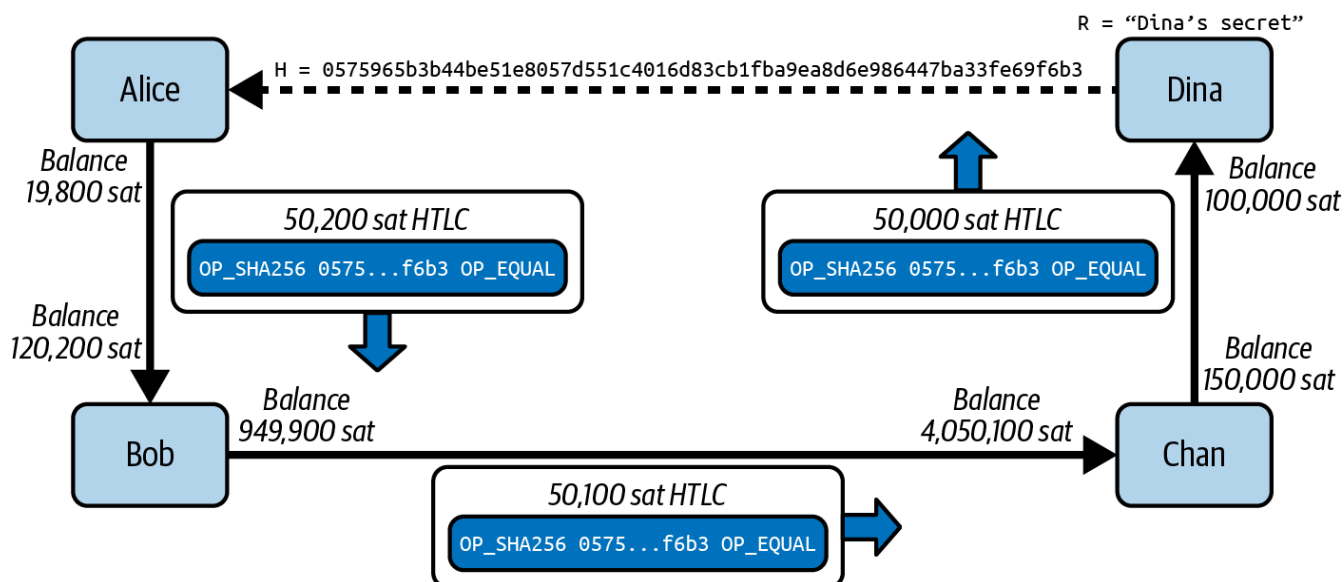 R = “Dina’s secret”
Alice
H = 0575965b3b44be51e8057d551c4016d83cb1fba9ea8d6e986447ba33fe69f6b3
Dina
Balance
19,800 sat
50,200 sat HTLC
OP_SHA256 0575...f6b3 OP_EQUAL
50,000 sat HTLC
OP_SHA256 0575...f6b3 OP_EQUAL
Balance
100,000 sat
Balance
120,200 sat
Balance
150,000 sat
Bob
Balance
949,900 sat
Balance
4,050,100 sat
Chan
50,100 sat HTLC
OP_SHA256 0575...f6b3 OP_EQUAL